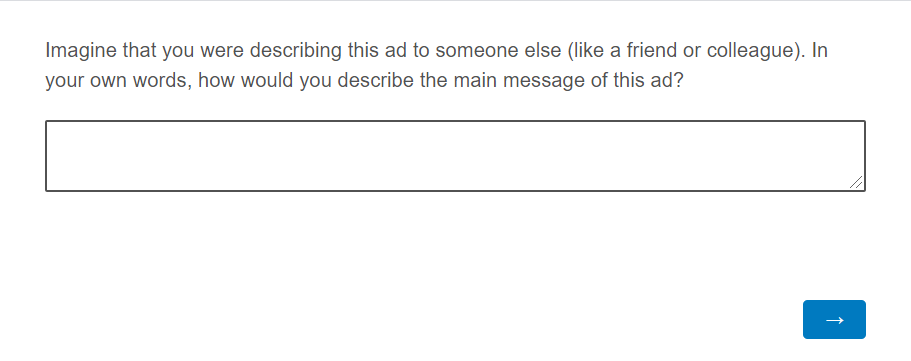 Imagine that you were describing this ad to someone else (like a friend or colleague). In
your own words, how would you describe the main message of this ad?
→